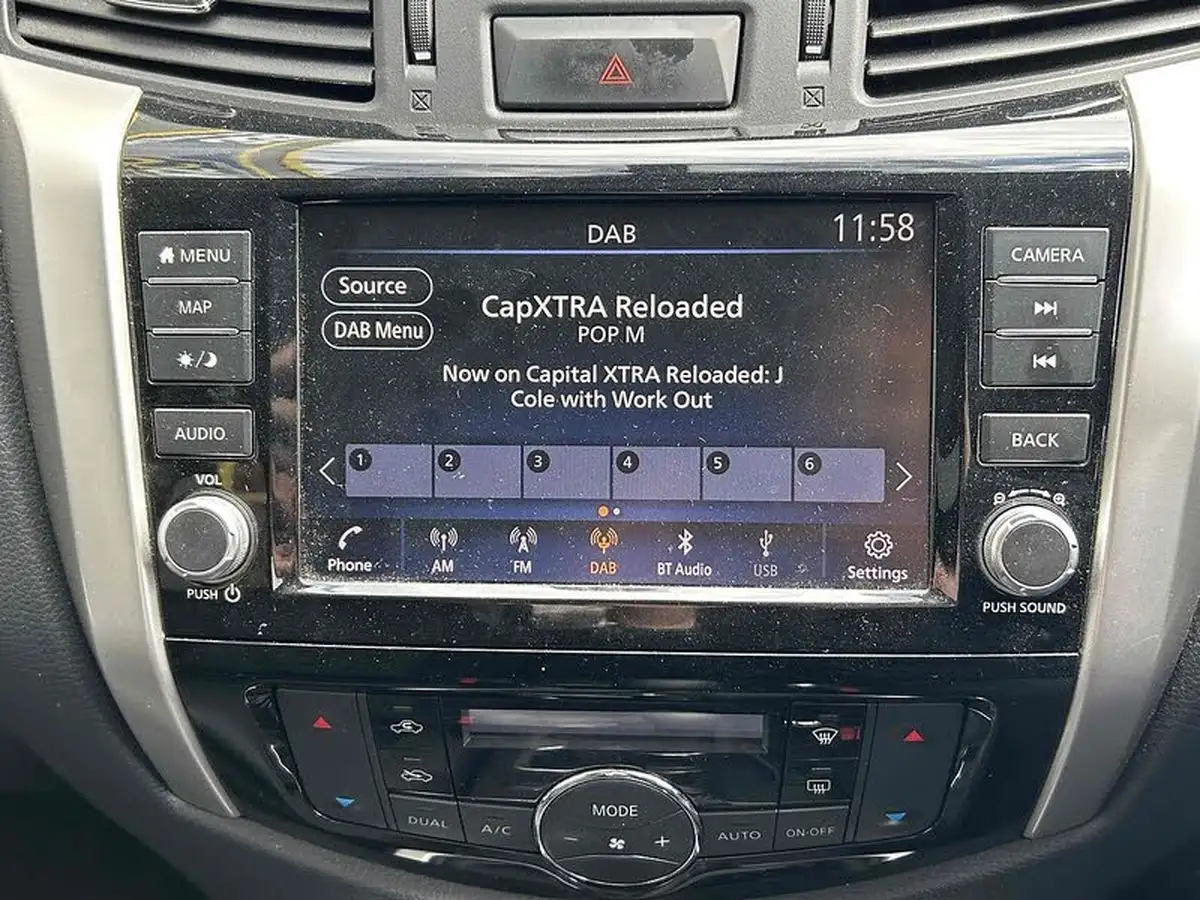 DAB
11:58
MENU
CAMERA
Source
MAP
CapXTRA Reloaded
DAB Menu
POP M
Now on Capital XTRA Reloaded: J
Cole with Work Out
AUDIO
BACK
1 2 3 4 5 6
VOL
Phone
AM
FM
DAB
BT Audio
USB
Settings
PUSH
PUSH SOUND
MODE
DUAL
A/C
AUTO
ON·OFF